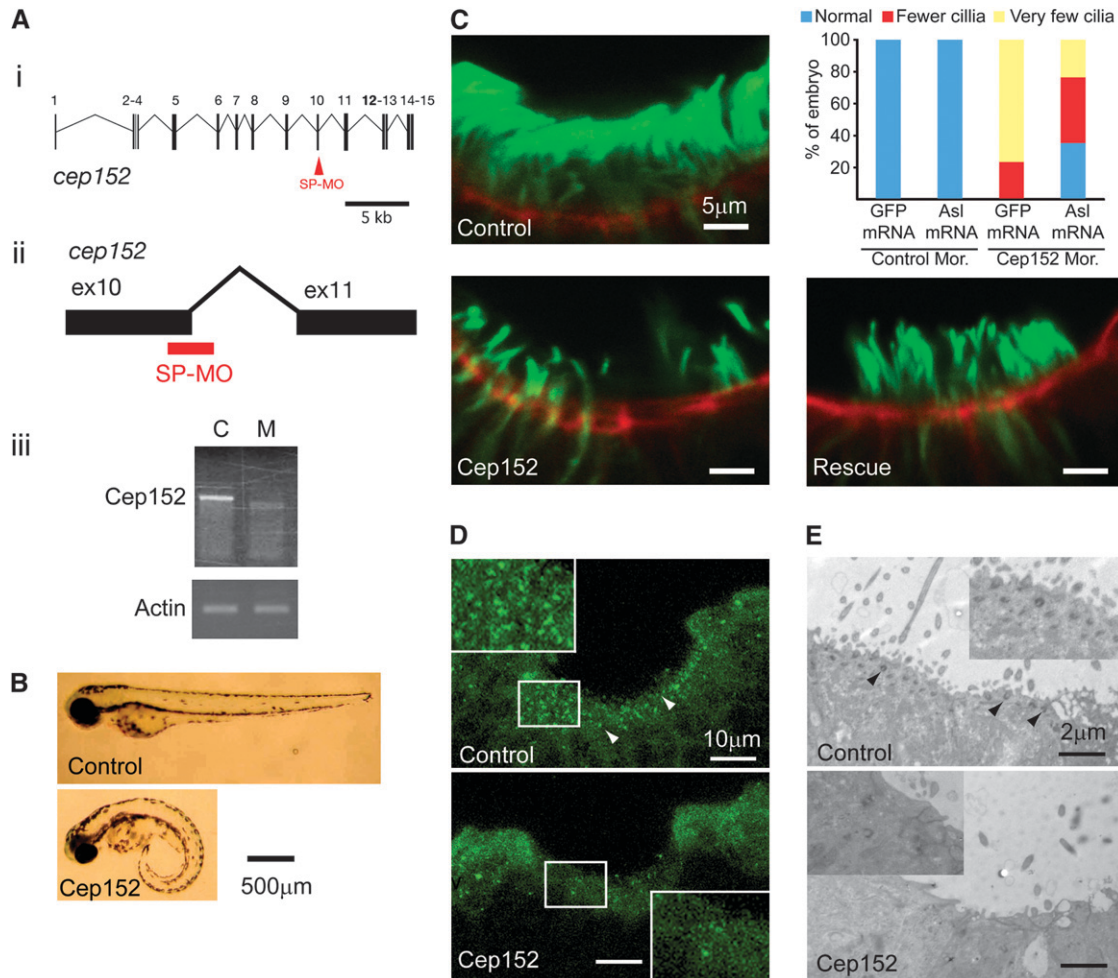 A
i
1 2-4 5 6 7 8 9 10 11 12-13 14-15
cep152
SP-MO
5 kb
ii
cep152
ex10
ex11
SP-MO
iii
C M
Cep152
Actin
B
Control
Cep152
500μm
C
Control
5μm
Normal Fewer cillia Very few cilia
% of embryo
100
80
60
40
20
GFP mRNA
Asl mRNA
GFP mRNA
Asl mRNA
Control Mor. Cep152 Mor.
Cep152
Rescue
D
Control
10μm
Cep152
E
Control
2μm
Cep152